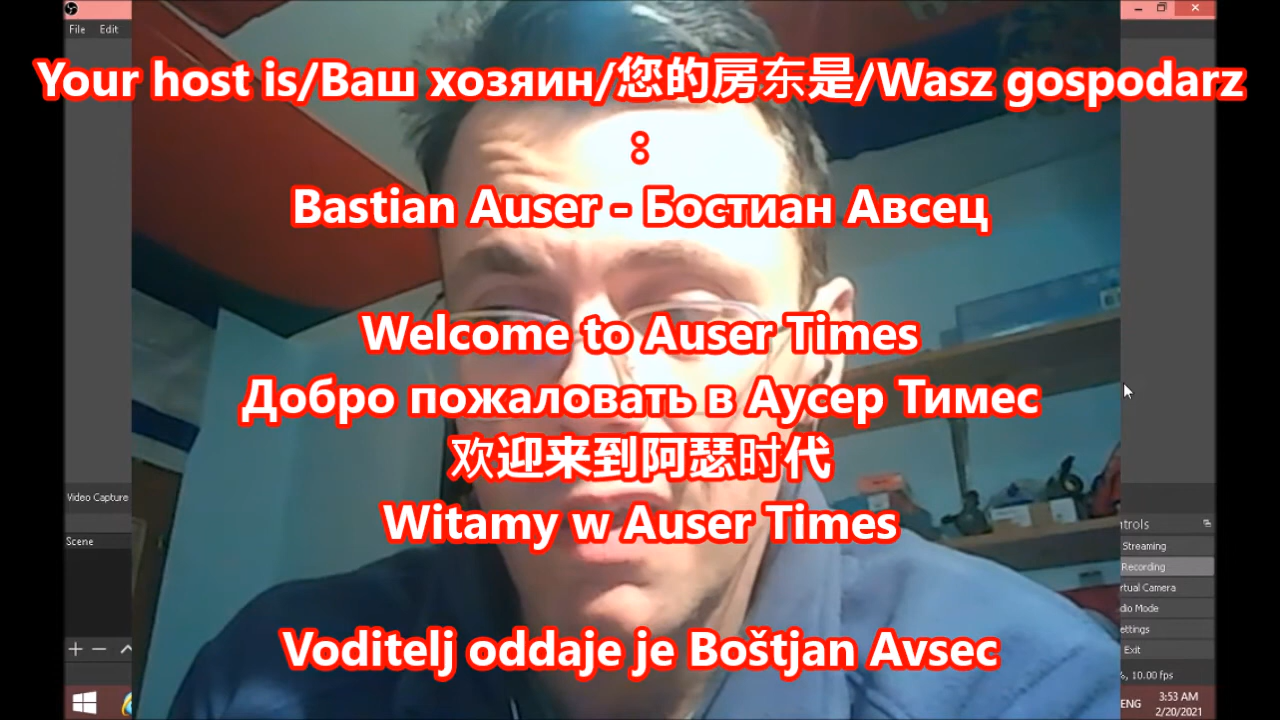 File Edit
Your host is/Ваш хозяин/您的房东是/Wasz gospodarz
:
Bastian Auser - Бостиан Авсец
Welcome to Auser Times
Добро пожаловать в Аусер Тимес
欢迎来到阿瑟时代
Witamy w Auser Times
Voditelj oddaje je Boštjan Avsec
Video Capture
Scene
ntrols
Streaming
Recording
rtual Camera
dio Mode
ettings
Exit
%, 10.00 fps
ENG
3:53 AM
2/20/2021